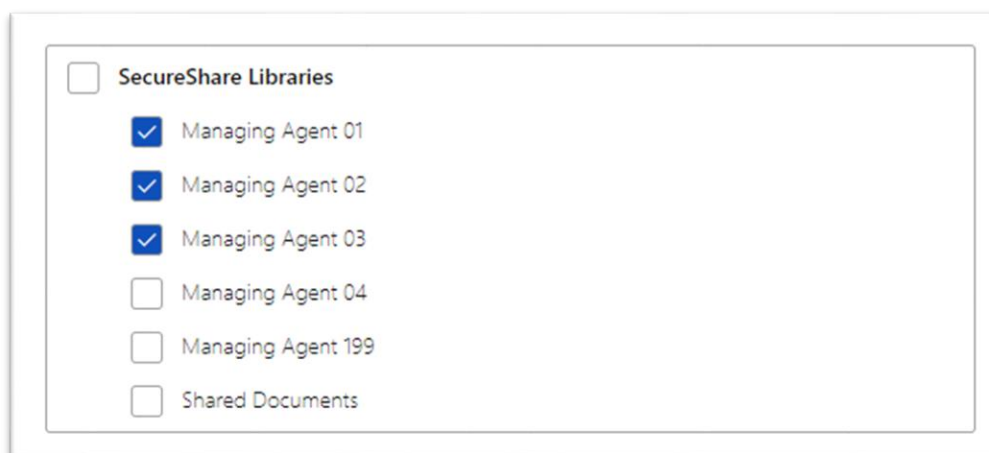 SecureShare Libraries
Managing Agent 01
Managing Agent 02
Managing Agent 03
Managing Agent 04
Managing Agent 199
Shared Documents